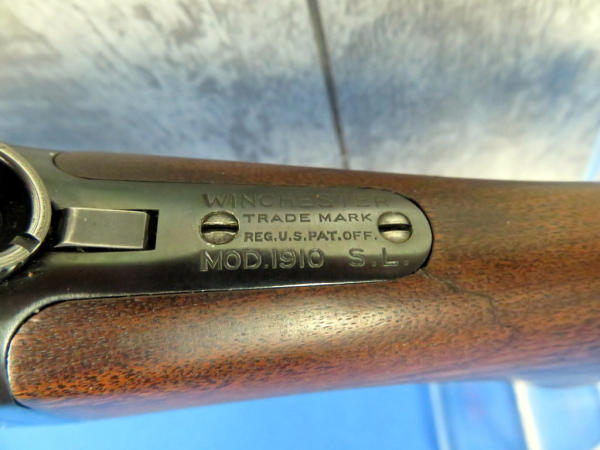 WINCHESTER
TRADE MARK
REG.U.S.PAT.OFF.
MOD.1910 S.L.